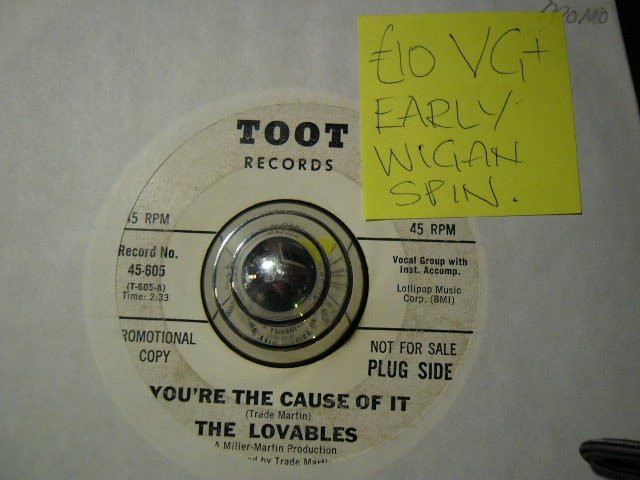 MONO
£10 VG+
EARLY
WIGAN
SPIN.
TOOT
RECORDS
45 RPM
45 RPM
Record No.
45-605
(T-605-A)
Time: 2:33
Vocal Group with
Inst. Accomp.
Lollipop Music
Corp. (BMI)
ROMOTIONAL
COPY
NOT FOR SALE
PLUG SIDE
YOU'RE THE CAUSE OF IT
(Trade Martin)
THE LOVABLES
A Miller-Martin Production
ed by Trade Martin